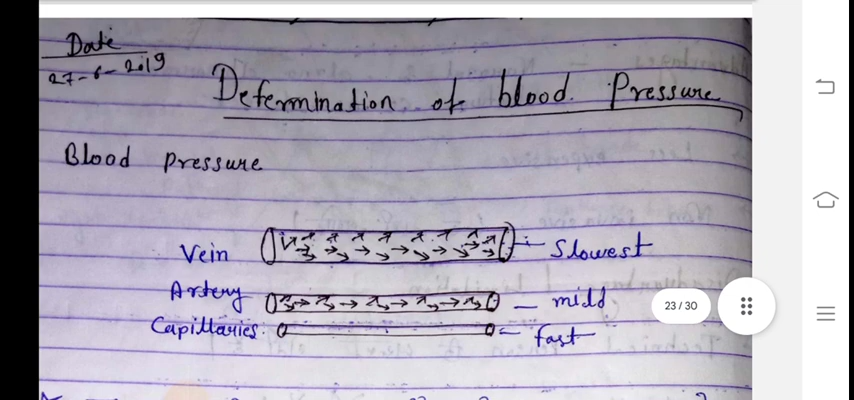 Date
27-6-2019
Determination of blood Pressure
Blood pressure
Vein - Slowest
Artery - mild
Capillaries - fast
23 / 30